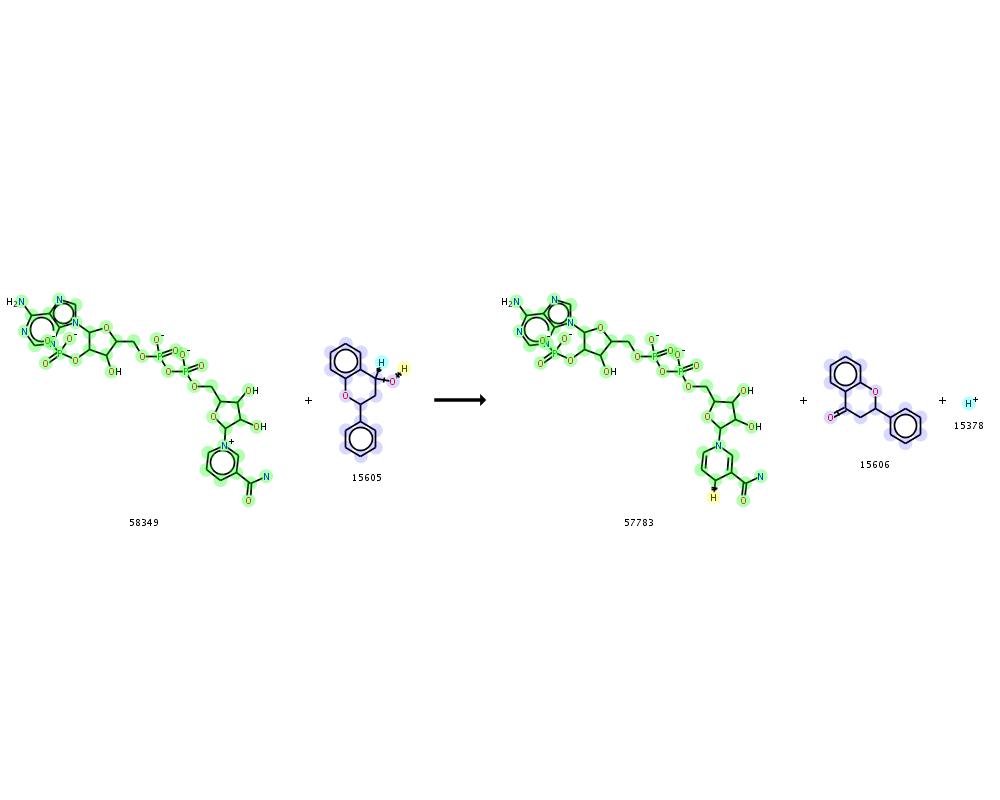 H2N N N N N O O- O- P O O OH O O- P O O O- P O O O OH OH N+ N O
58349
+
H H O O
15605
H2N N N N N O O- O- P O O OH O O- P O O O- P O O O OH OH N N O H
57783
+
O O
15606
+
H+
15378